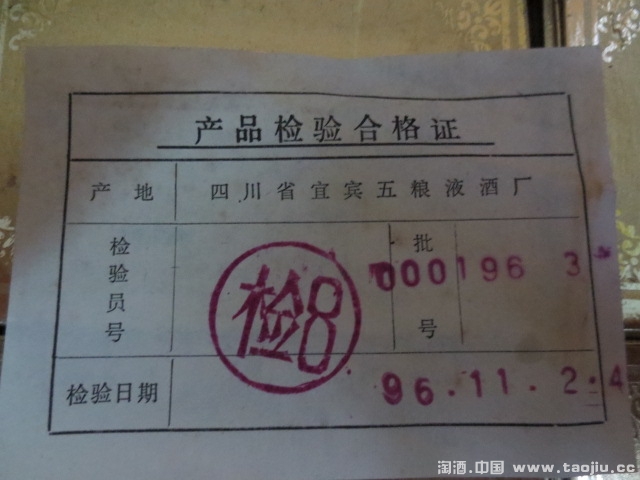 产品检验合格证
产地 四川省宜宾五粮液酒厂
检验员号 检8 批号 000196 3
检验日期 96.11.2.4
淘酒.中国 www.taojiu.cc